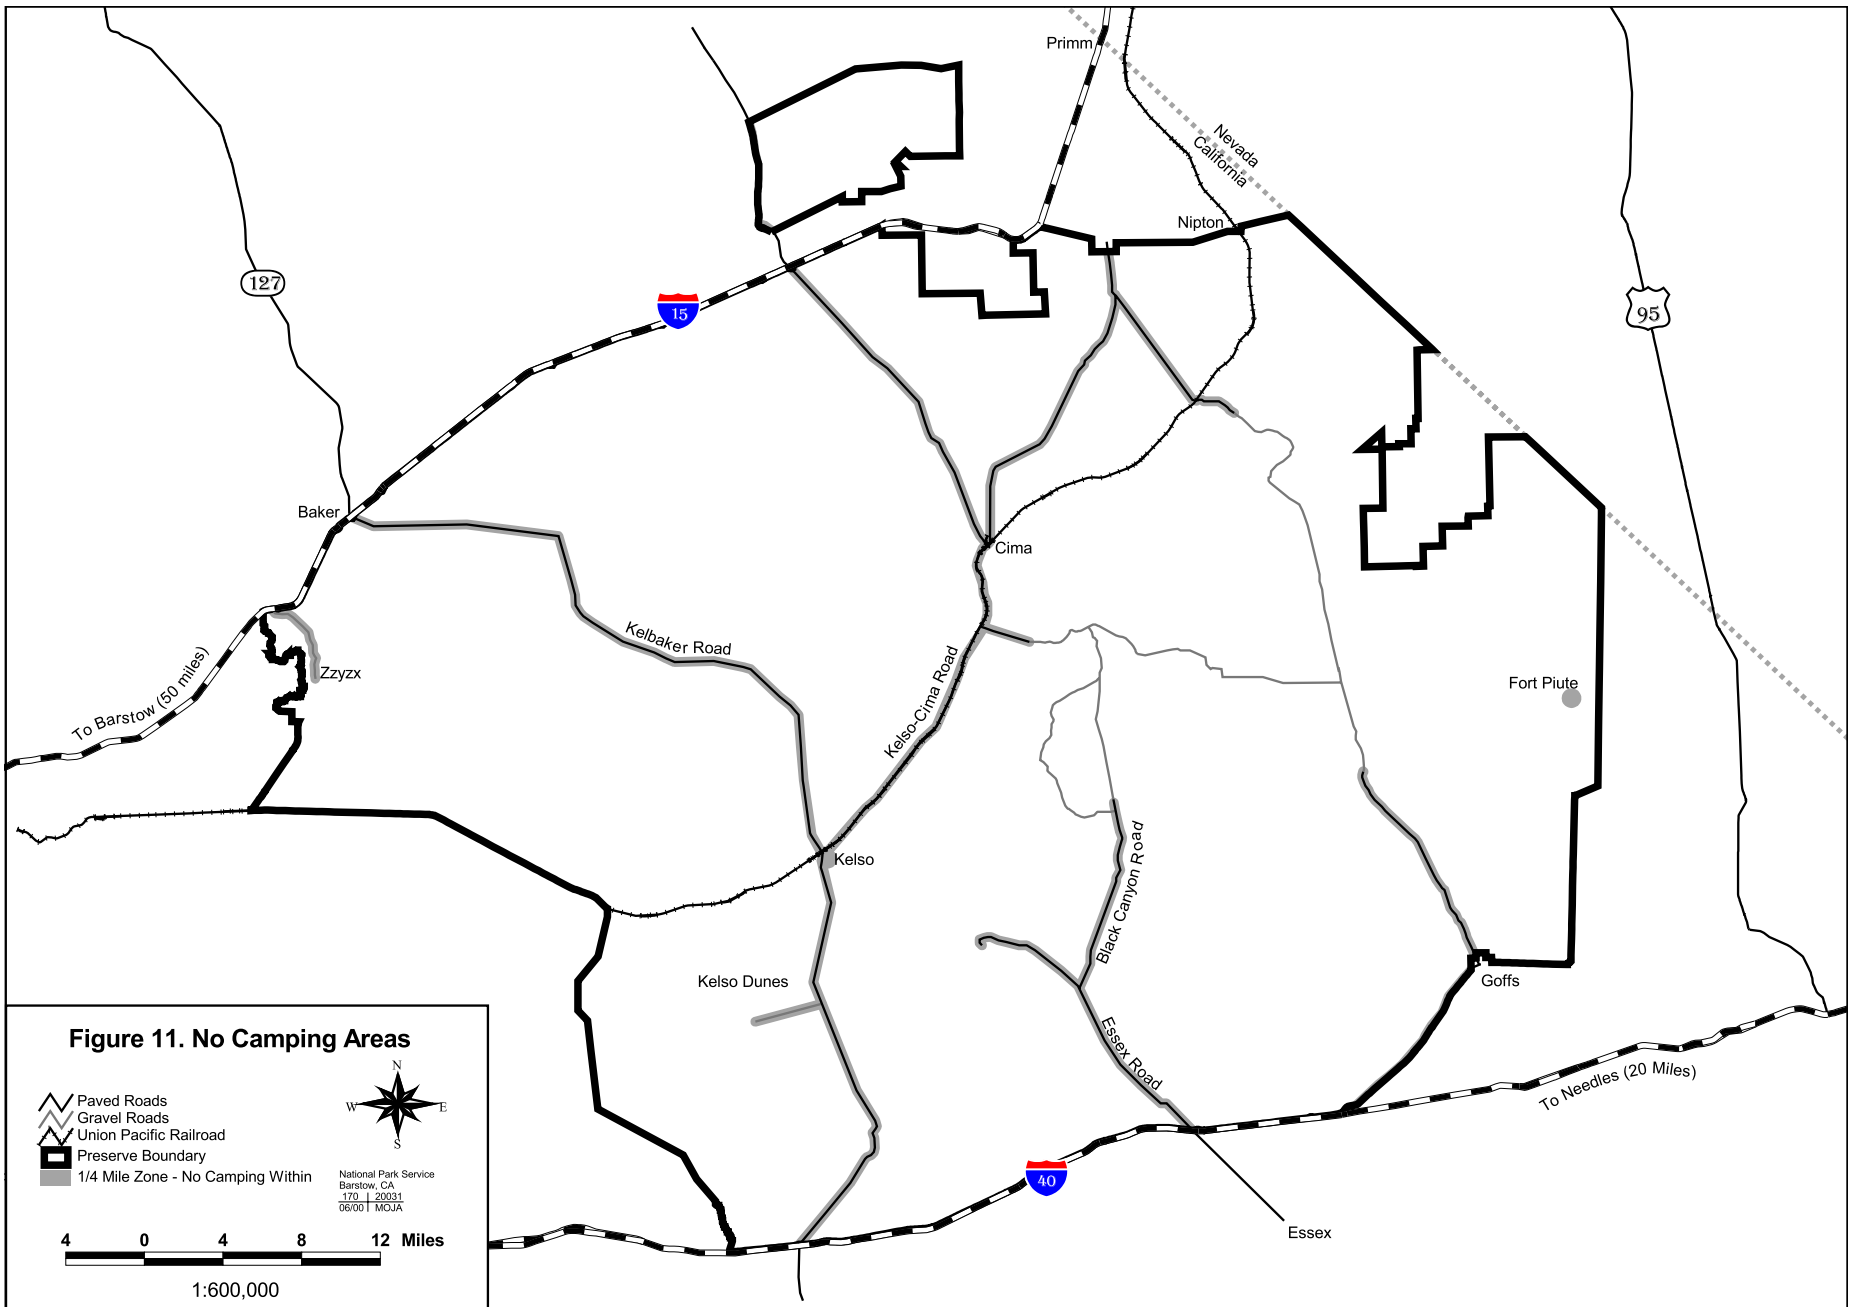 Primm
Nevada
California
Nipton
127
15
95
Baker
Cima
Kelbaker Road
Kelso-Cima Road
Zzyzx
To Barstow (50 miles)
Fort Piute
Kelso
Black Canyon Road
Kelso Dunes
Goffs
Essex Road
To Needles (20 Miles)
40
Essex
Figure 11. No Camping Areas
N
W E
S
Paved Roads
Gravel Roads
Union Pacific Railroad
Preserve Boundary
1/4 Mile Zone - No Camping Within
National Park Service
Barstow, CA
170 | 20031
06/00 | MOJA
4 0 4 8 12 Miles
1:600,000